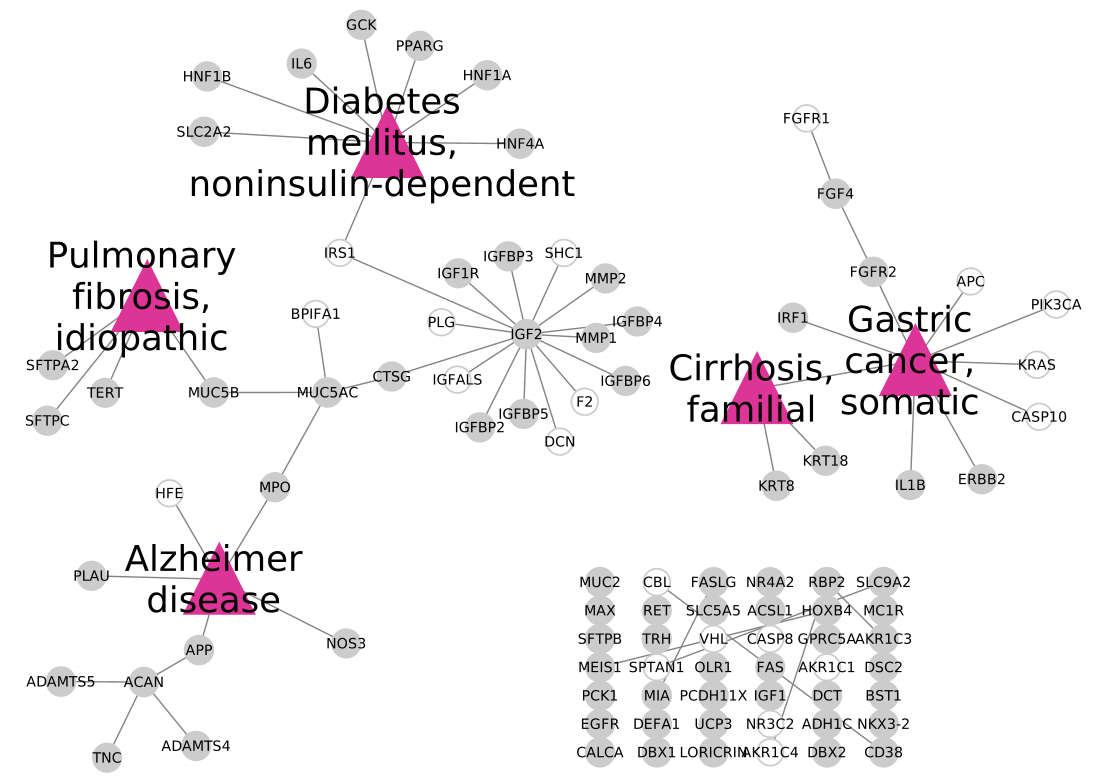 GCK
PPARG
IL6
HNF1B
HNF1A
Diabetes
mellitus,
noninsulin-dependent
SLC2A2
HNF4A
FGFR1
FGF4
Pulmonary
fibrosis,
idiopathic
IRS1
IGFBP3
SHC1
IGF1R
MMP2
FGFR2
APC
PIK3CA
BPIFA1
PLG
IGF2
IGFBP4
MMP1
IRF1
Gastric
cancer,
somatic
Cirrhosis,
familial
KRAS
SFTPA2
TERT
MUC5B
MUC5AC
CTSG
IGFALS
IGFBP6
F2
SFTPC
IGFBP2
IGFBP5
DCN
CASP10
KRT18
KRT8
IL1B
ERBB2
HFE
MPO
Alzheimer
disease
PLAU
NOS3
APP
ADAMTS5
ACAN
TNC
ADAMTS4
MUC2 CBL FASLG NR4A2 RBP2 SLC9A2
MAX RET SLC5A5 ACSL1 HOXB4 MC1R
SFTPB TRH VHL CASP8 GPRC5A AKR1C3
MEIS1 SPTAN1 OLR1 FAS AKR1C1 DSC2
PCK1 MIA PCDH11X IGF1 DCT BST1
EGFR DEFA1 UCP3 NR3C2 ADH1C NKX3-2
CALCA DBX1 LORICRIN AKR1C4 DBX2 CD38